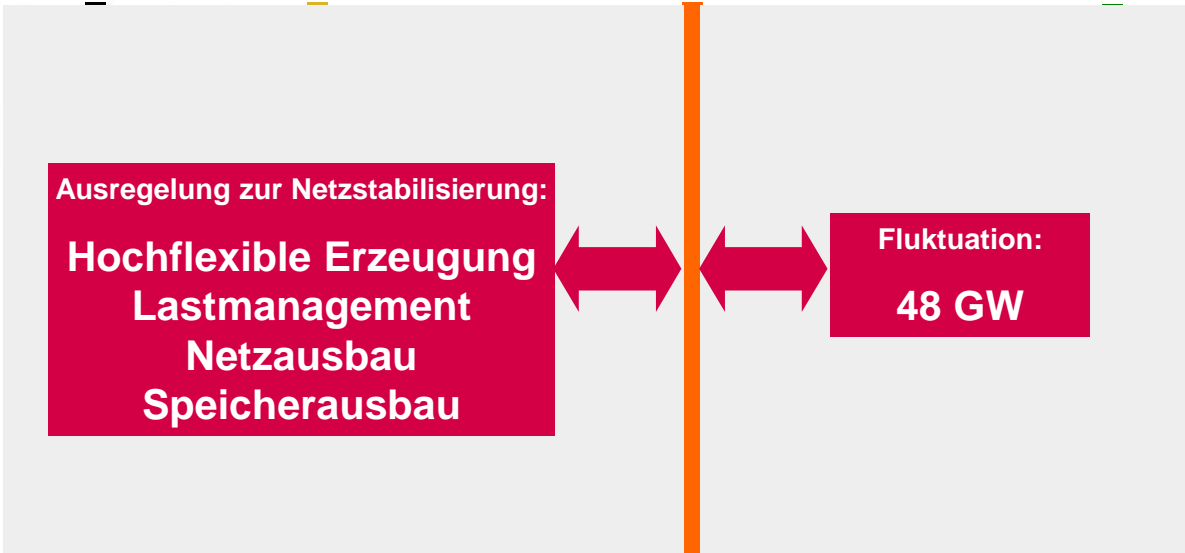 Ausregelung zur Netzstabilisierung:
Hochflexible Erzeugung
Lastmanagement
Netzausbau
Speicherausbau
Fluktuation:
48 GW